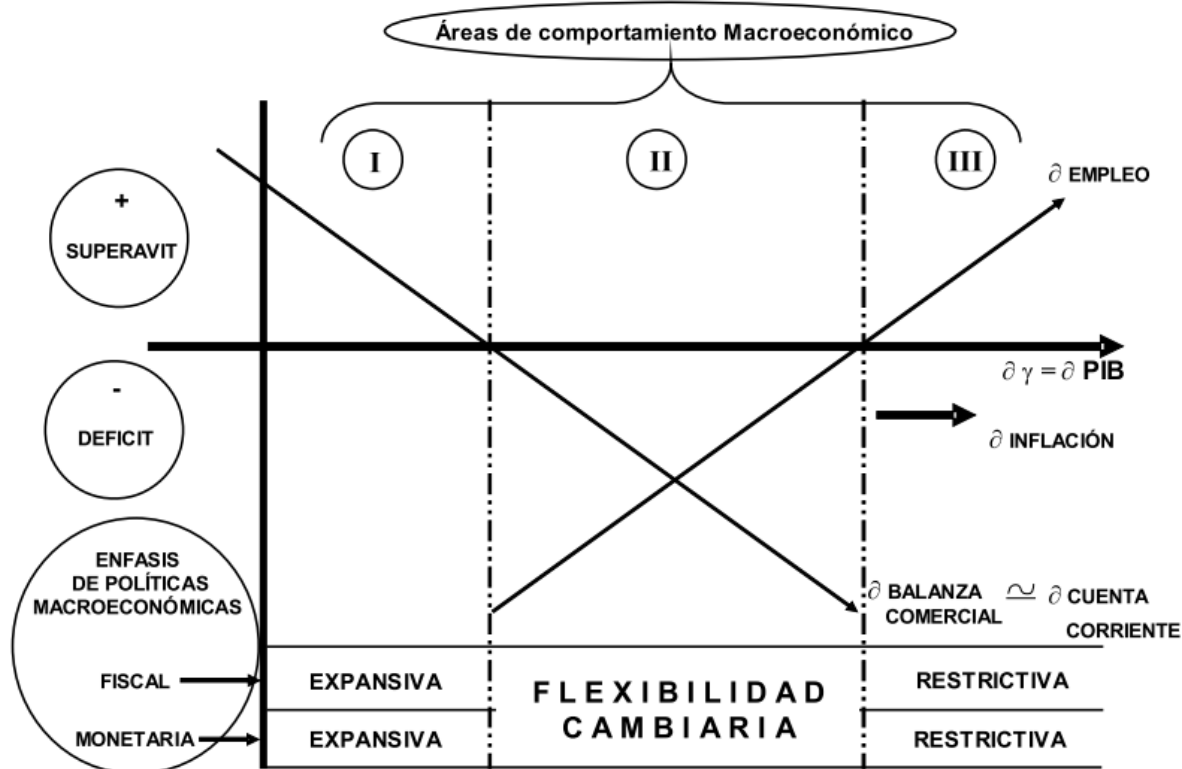 Áreas de comportamiento Macroeconómico
I
II
III
∂ EMPLEO
+
SUPERAVIT
∂ γ = ∂ PIB
-
DEFICIT
∂ INFLACIÓN
ENFASIS
DE POLÍTICAS
MACROECONÓMICAS
∂ BALANZA
COMERCIAL
≃
∂ CUENTA
CORRIENTE
FISCAL
EXPANSIVA
FLEXIBILIDAD
CAMBIARIA
RESTRICTIVA
MONETARIA
EXPANSIVA
RESTRICTIVA